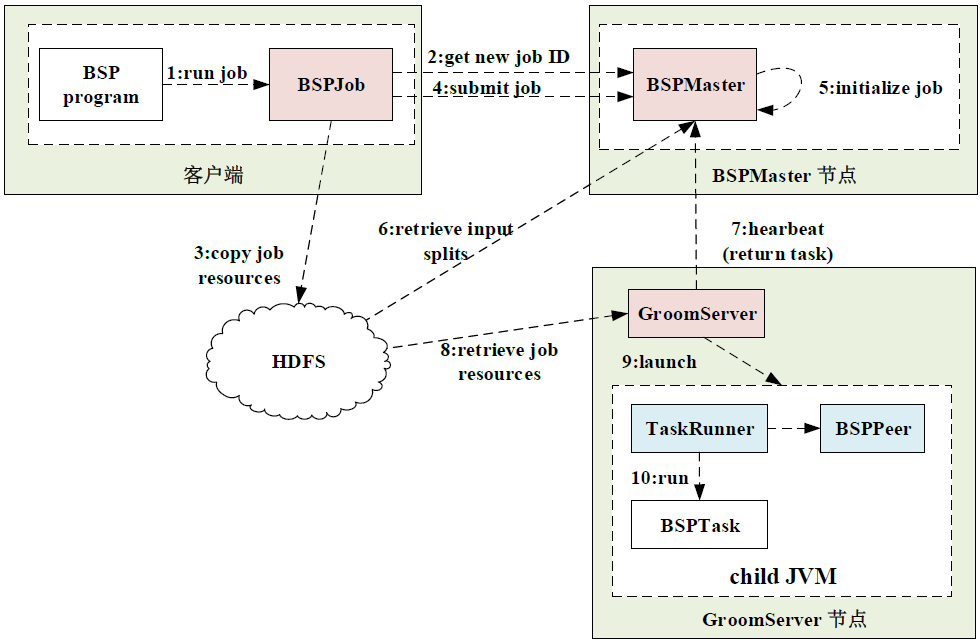 BSP
program
1:run job
BSPJob
客户端
2:get new job ID
4:submit job
BSPMaster
5:initialize job
BSPMaster 节点
3:copy job
resources
6:retrieve input
splits
7:hearbeat
(return task)
HDFS
8:retrieve job
resources
GroomServer
9:launch
TaskRunner
BSPPeer
10:run
BSPTask
child JVM
GroomServer 节点